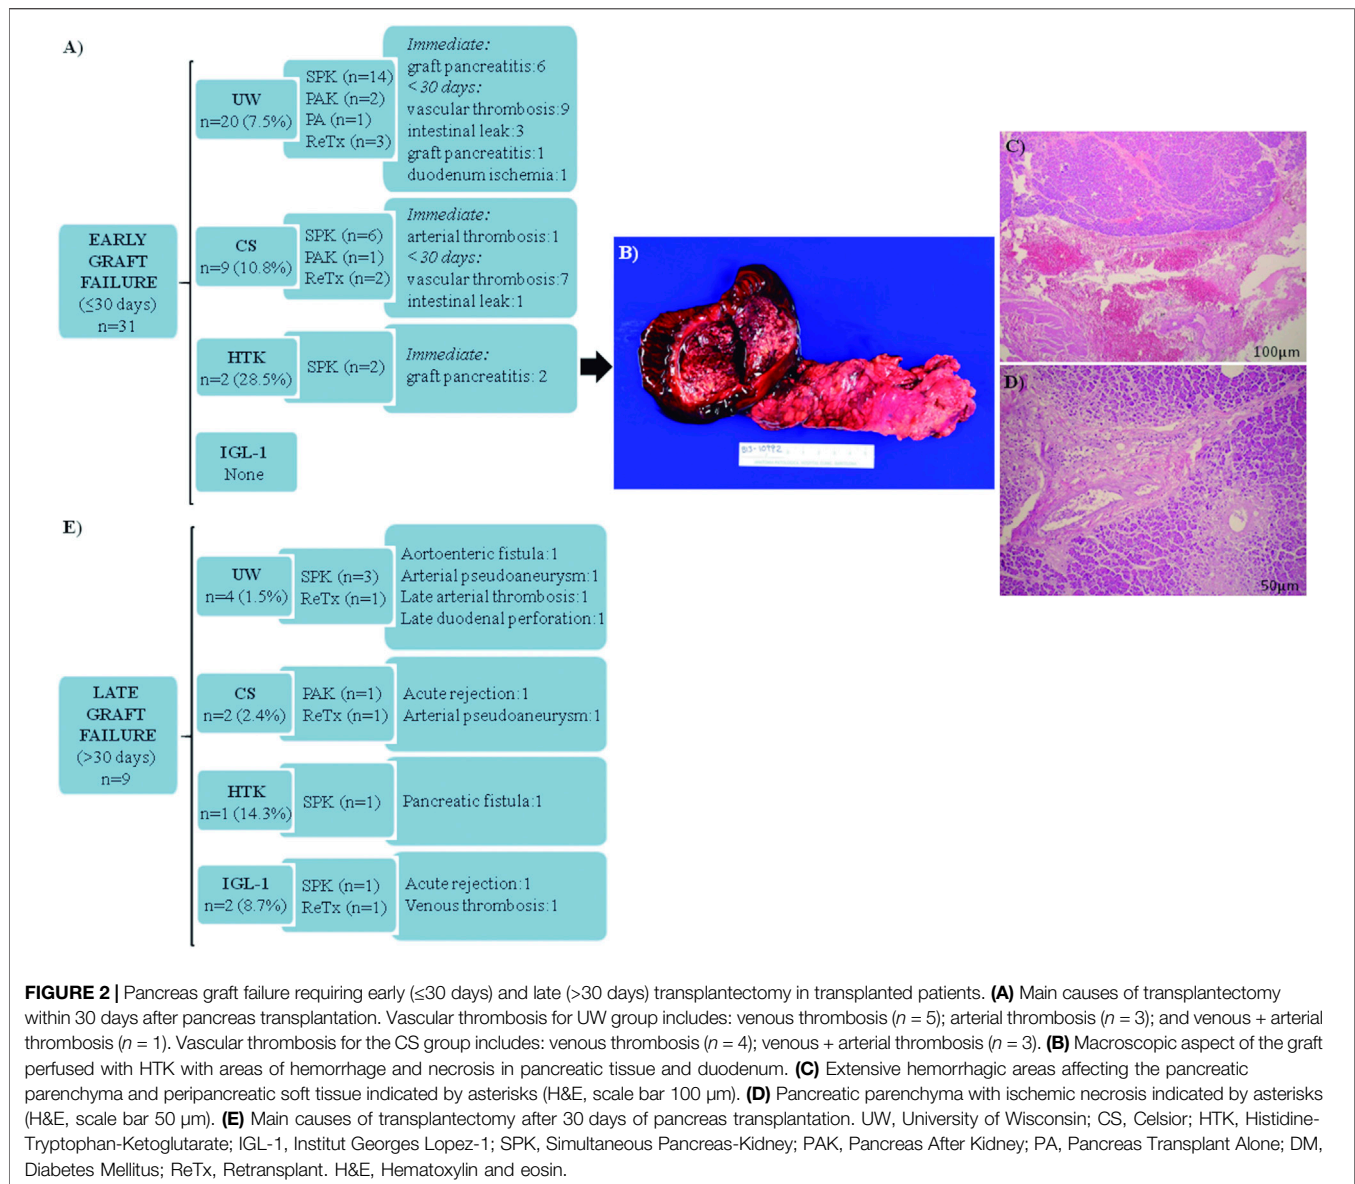 A)
EARLY
GRAFT
FAILURE
(≤30 days)
n=31
UW
n=20 (7.5%)
SPK (n=14)
PAK (n=2)
PA (n=1)
ReTx (n=3)
Immediate:
graft pancreatitis:6
<30 days:
vascular thrombosis:9
intestinal leak:3
graft pancreatitis:1
duodenum ischemia:1
CS
n=9 (10.8%)
SPK (n=6)
PAK (n=1)
ReTx (n=2)
Immediate:
arterial thrombosis:1
<30 days:
vascular thrombosis:7
intestinal leak:1
HTK
n=2 (28.5%)
SPK (n=2)
Immediate:
graft pancreatitis: 2
IGL-1
None
B)
C)
100µm
D)
50µm
E)
LATE
GRAFT
FAILURE
(>30 days)
n=9
UW
n=4 (1.5%)
SPK (n=3)
ReTx (n=1)
Aortoenteric fistula:1
Arterial pseudoaneurysm:1
Late arterial thrombosis:1
Late duodenal perforation:1
CS
n=2 (2.4%)
PAK (n=1)
ReTx (n=1)
Acute rejection:1
Arterial pseudoaneurysm:1
HTK
n=1 (14.3%)
SPK (n=1)
Pancreatic fistula:1
IGL-1
n=2 (8.7%)
SPK (n=1)
ReTx (n=1)
Acute rejection:1
Venous thrombosis:1
FIGURE 2 | Pancreas graft failure requiring early (≤30 days) and late (>30 days) transplantectomy in transplanted patients. (A) Main causes of transplantectomy
within 30 days after pancreas transplantation. Vascular thrombosis for UW group includes: venous thrombosis (n = 5); arterial thrombosis (n = 3); and venous + arterial
thrombosis (n = 1). Vascular thrombosis for the CS group includes: venous thrombosis (n = 4); venous + arterial thrombosis (n = 3). (B) Macroscopic aspect of the graft
perfused with HTK with areas of hemorrhage and necrosis in pancreatic tissue and duodenum. (C) Extensive hemorrhagic areas affecting the pancreatic
parenchyma and peripancreatic soft tissue indicated by asterisks (H&E, scale bar 100 µm). (D) Pancreatic parenchyma with ischemic necrosis indicated by asterisks
(H&E, scale bar 50 µm). (E) Main causes of transplantectomy after 30 days of pancreas transplantation. UW, University of Wisconsin; CS, Celsior; HTK, Histidine-
Tryptophan-Ketoglutarate; IGL-1, Institut Georges Lopez-1; SPK, Simultaneous Pancreas-Kidney; PAK, Pancreas After Kidney; PA, Pancreas Transplant Alone; DM,
Diabetes Mellitus; ReTx, Retransplant. H&E, Hematoxylin and eosin.